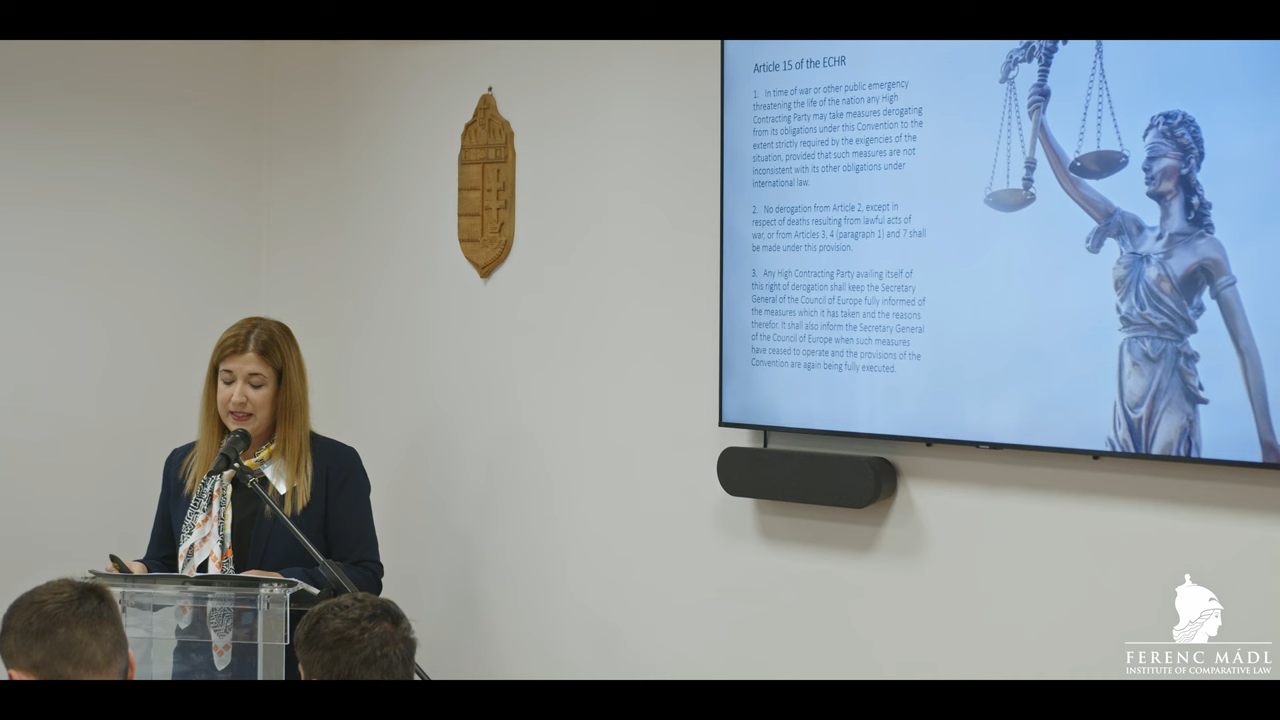 Article 15 of the ECHR
1. In time of war or other public emergency
threatening the life of the nation any High
Contracting Party may take measures derogating
from its obligations under this Convention to the
extent strictly required by the exigencies of the
situation, provided that such measures are not
inconsistent with its other obligations under
international law.
2. No derogation from Article 2, except in
respect of deaths resulting from lawful acts of
war, or from Articles 3, 4 (paragraph 1) and 7 shall
be made under this provision.
3. Any High Contracting Party availing itself of
this right of derogation shall keep the Secretary
General of the Council of Europe fully informed of
the measures which it has taken and the reasons
therefor. It shall also inform the Secretary General
of the Council of Europe when such measures
have ceased to operate and the provisions of the
Convention are again being fully executed.
FERENC MÁDL
INSTITUTE OF COMPARATIVE LAW